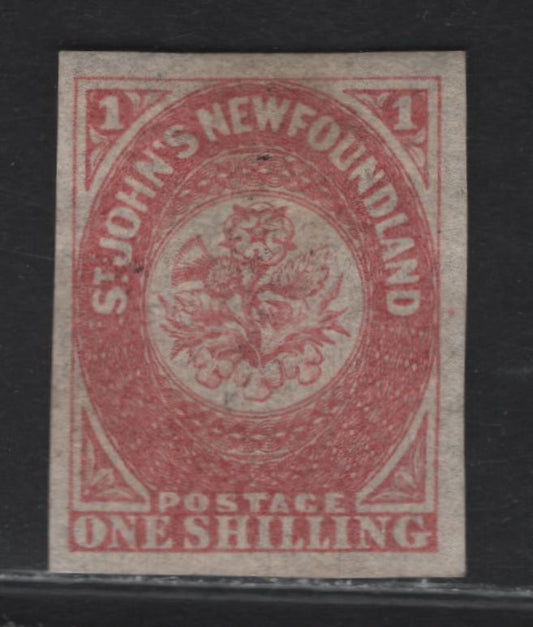 1 1
ST. JOHN'S NEWFOUNDLAND
POSTAGE
ONE SHILLING